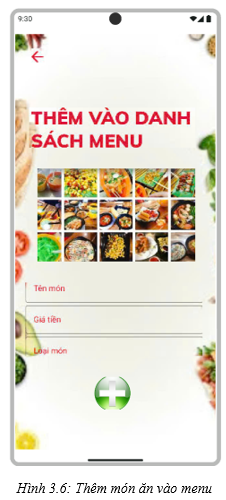 9:30
THÊM VÀO DANH
SÁCH MENU
Tên món
Giá tiền
Loại món
Hình 3.6: Thêm món ăn vào menu